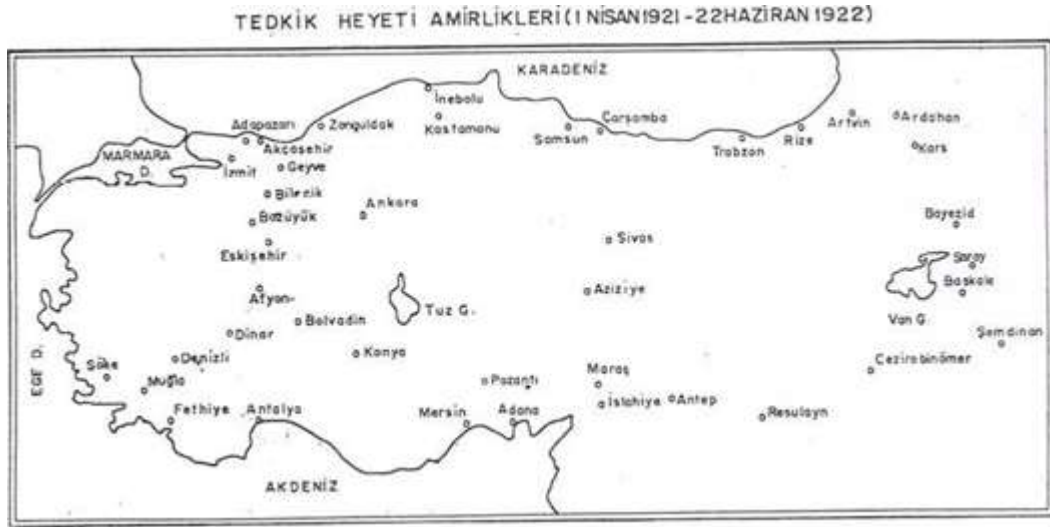 TEDKİK HEYETİ AMİRLİKLERİ (1 NİSAN 1921 - 22 HAZİRAN 1922)
KARADENİZ
İnebolu
Kastamonu
Zonguldak
Adapazarı
Akçaşehir
Samsun
Çarşamba
Trabzon
Rize
Artvin
Ardahan
Kars
MARMARA
D.
İzmit
Geyve
Bilecik
Bozüyük
Ankara
Eskişehir
Sivas
Bayezid
Saray
Başkale
Afyon
Aziziye
Bolvadin
Tuz G.
Van G.
Dinar
Şemdinan
Denizli
Konya
Cezireibinömer
EGE D.
Söke
Muğla
Pozantı
Maraş
İslahiye
Antep
Resulayn
Fethiye
Antalya
Mersin
Adana
AKDENİZ